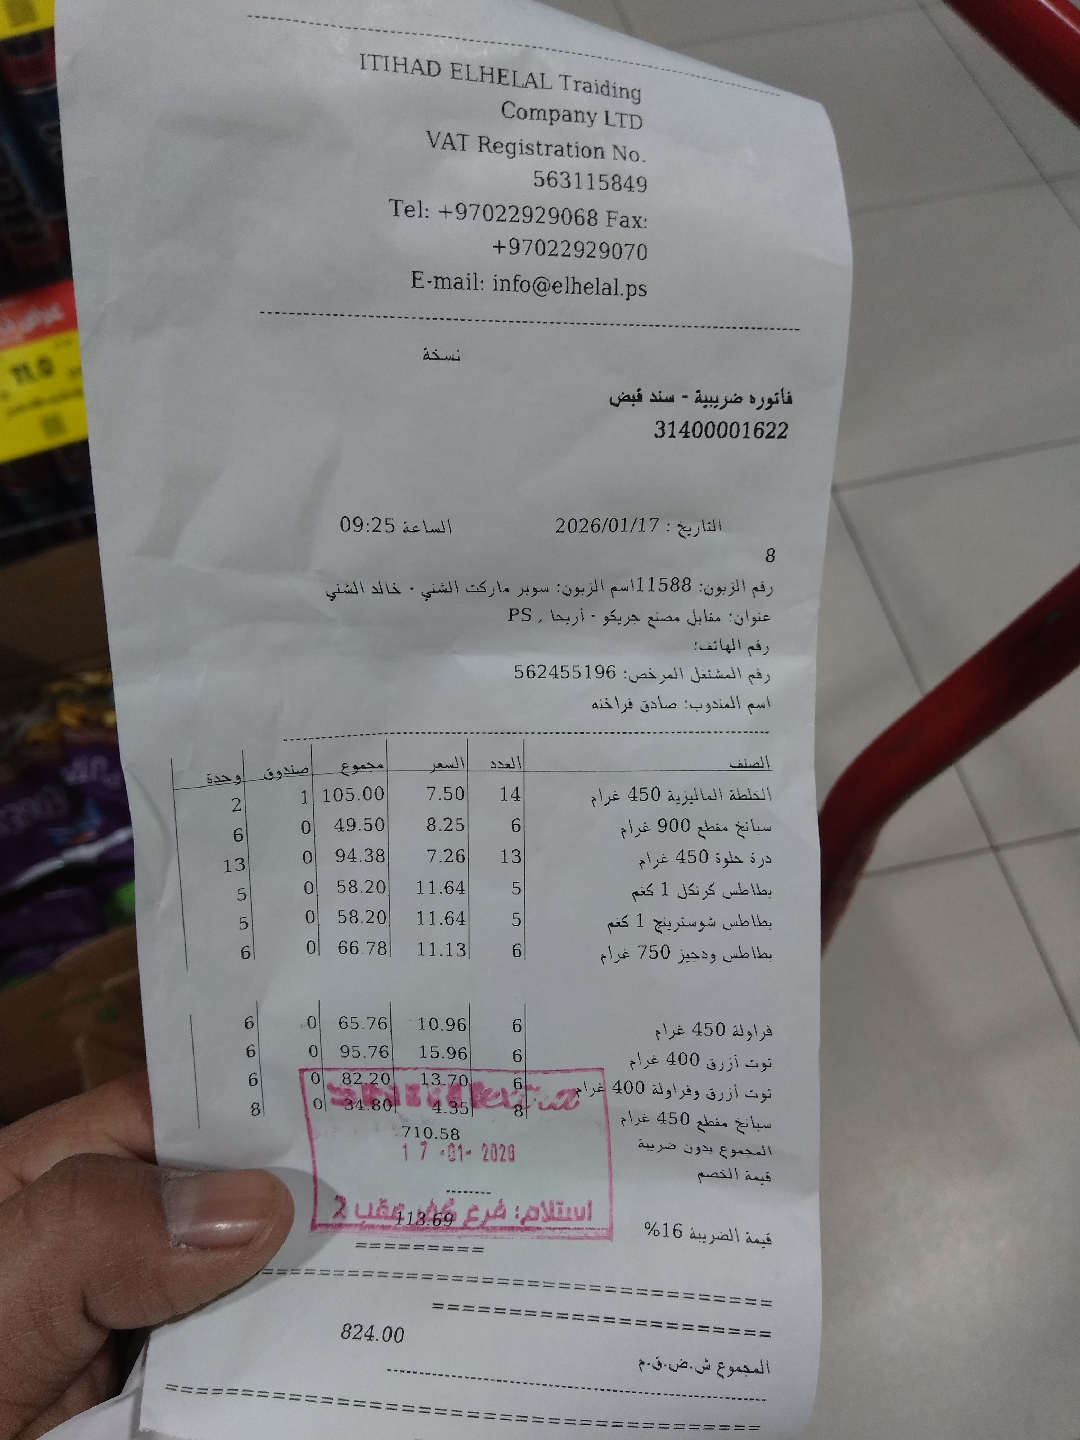 ITIHAD ELHELAL Traiding
Company LTD
VAT Registration No.
563115849
Tel: +97022929068 Fax:
+97022929070
E-mail: info@elhelal.ps
نسخة
فاتوره ضريبية - سند قبض
31400001622
التاريخ : 2026/01/17 الساعة 09:25
8
رقم الزبون: 11588اسم الزبون: سوبر ماركت الشني - خالد الشني
عنوان: مقابل مصنع جريكو - أريحا , PS
رقم الهاتف:
رقم المشتغل المرخص: 562455196
اسم المندوب: صادق فراخنه
الصنف العدد السعر مجموع صندوق وحدة
الخلطة الماليزية 450 غرام 14 7.50 105.00 1 2
سبانخ مقطع 900 غرام 6 8.25 49.50 0 6
درة حلوة 450 غرام 13 7.26 94.38 0 13
بطاطس كرنكل 1 كغم 5 11.64 58.20 0 5
بطاطس شوسترينج 1 كغم 5 11.64 58.20 0 5
بطاطس ودجيز 750 غرام 6 11.13 66.78 0 6
فراولة 450 غرام 6 10.96 65.76 0 6
توت أزرق 400 غرام 6 15.96 95.76 0 6
توت أزرق وفراولة 400 غرام 6 13.70 82.20 0 6
سبانخ مقطع 450 غرام 8 4.35 34.80 0 8
المجموع بدون ضريبة 710.58
قيمة الخصم
17 -01- 2026
استلام: فرع كفر عقب 2
قيمة الضريبة 16% 113.69
824.00
المجموع ش.ض.ق.م
11.0